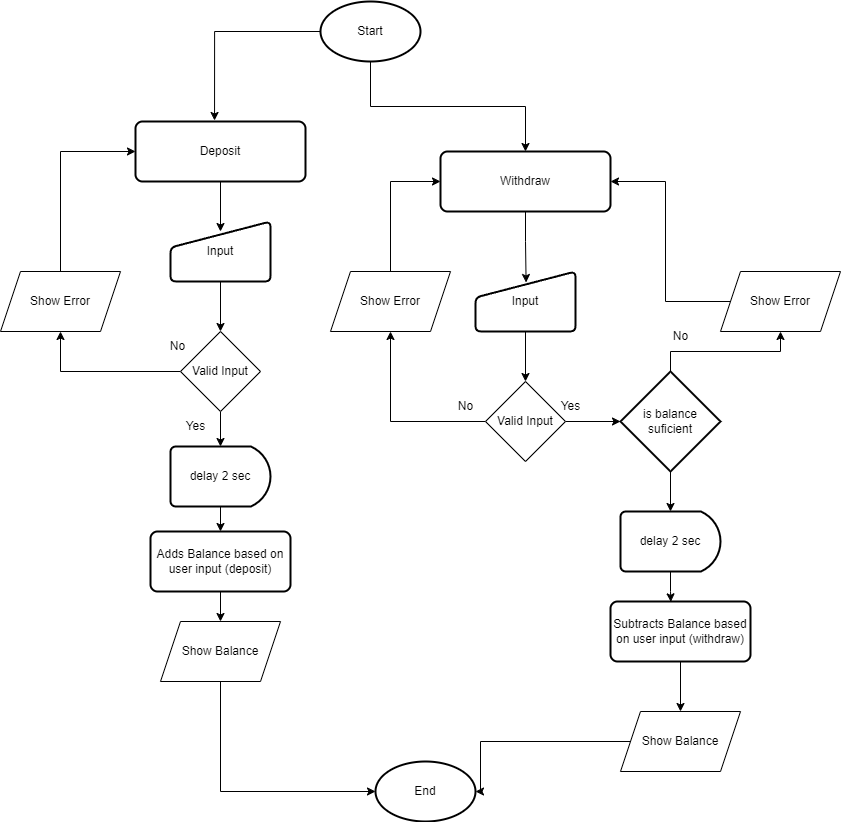 Start
Deposit
Withdraw
Input
Show Error
Show Error
Input
Show Error
No
No
Valid Input
No
Yes
Valid Input
is balance
suficient
Yes
delay 2 sec
delay 2 sec
Adds Balance based on
user input (deposit)
Subtracts Balance based
on user input (withdraw)
Show Balance
Show Balance
End